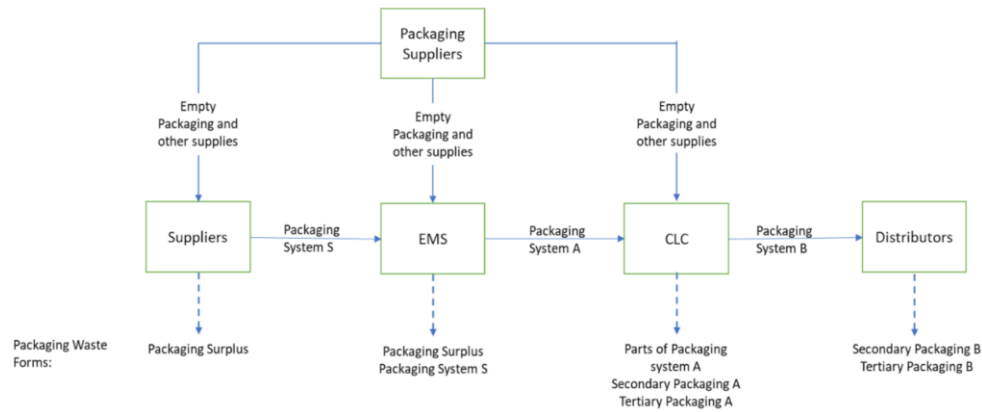 Packaging
Suppliers
Empty
Packaging and
other supplies
Empty
Packaging and
other supplies
Empty
Packaging and
other supplies
Suppliers
Packaging
System S
EMS
Packaging
System A
CLC
Packaging
System B
Distributors
Packaging Waste
Forms:
Packaging Surplus
Packaging Surplus
Packaging System S
Parts of Packaging
system A
Secondary Packaging A
Tertiary Packaging A
Secondary Packaging B
Tertiary Packaging B